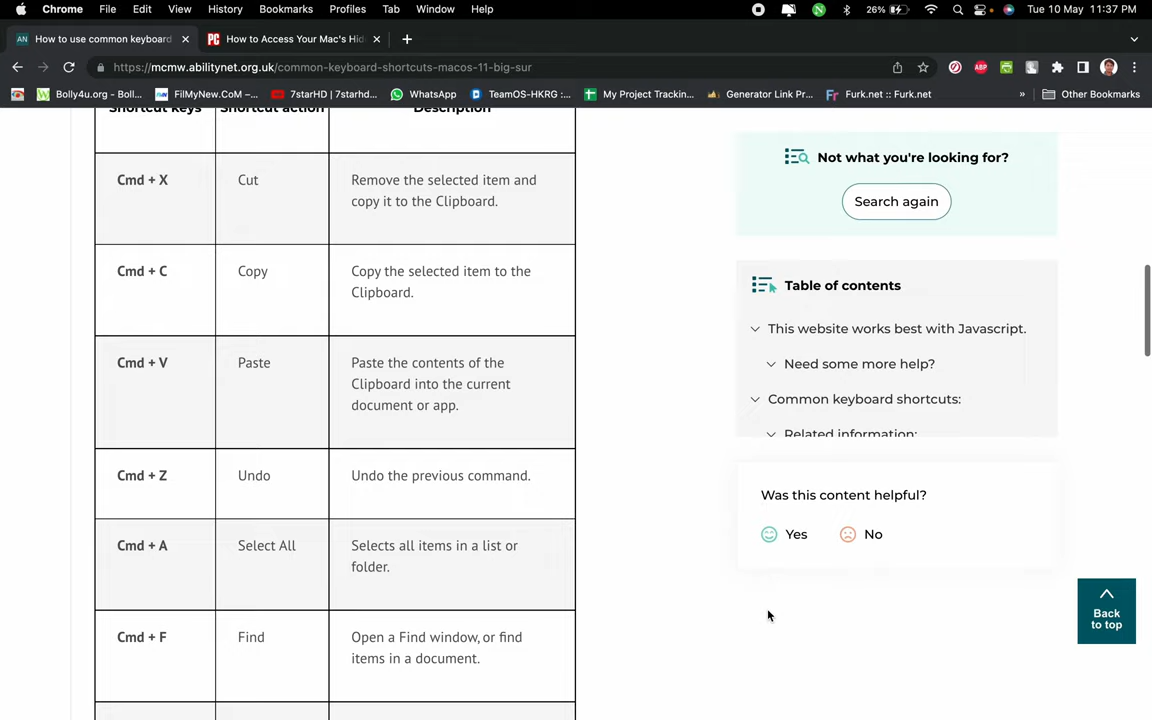 Chrome File Edit View History Bookmarks Profiles Tab Window Help 26% Tue 10 May 11:37 PM
How to use common keyboard How to Access Your Mac's Hid
https://mcmw.abilitynet.org.uk/common-keyboard-shortcuts-macos-11-big-sur
Bolly4u.org - Boll... FilMyNew.CoM –... 7starHD | 7starhd... WhatsApp TeamOS-HKRG :... My Project Trackin... Generator Link Pr... Furk.net :: Furk.net » Other Bookmarks
Shortcut keys Shortcut action Description
Cmd + X Cut Remove the selected item and
copy it to the Clipboard.
Cmd + C Copy Copy the selected item to the
Clipboard.
Cmd + V Paste Paste the contents of the
Clipboard into the current
document or app.
Cmd + Z Undo Undo the previous command.
Cmd + A Select All Selects all items in a list or
folder.
Cmd + F Find Open a Find window, or find
items in a document.
Not what you're looking for?
Search again
Table of contents
This website works best with Javascript.
Need some more help?
Common keyboard shortcuts:
Related information:
Was this content helpful?
Yes No
Back
to top